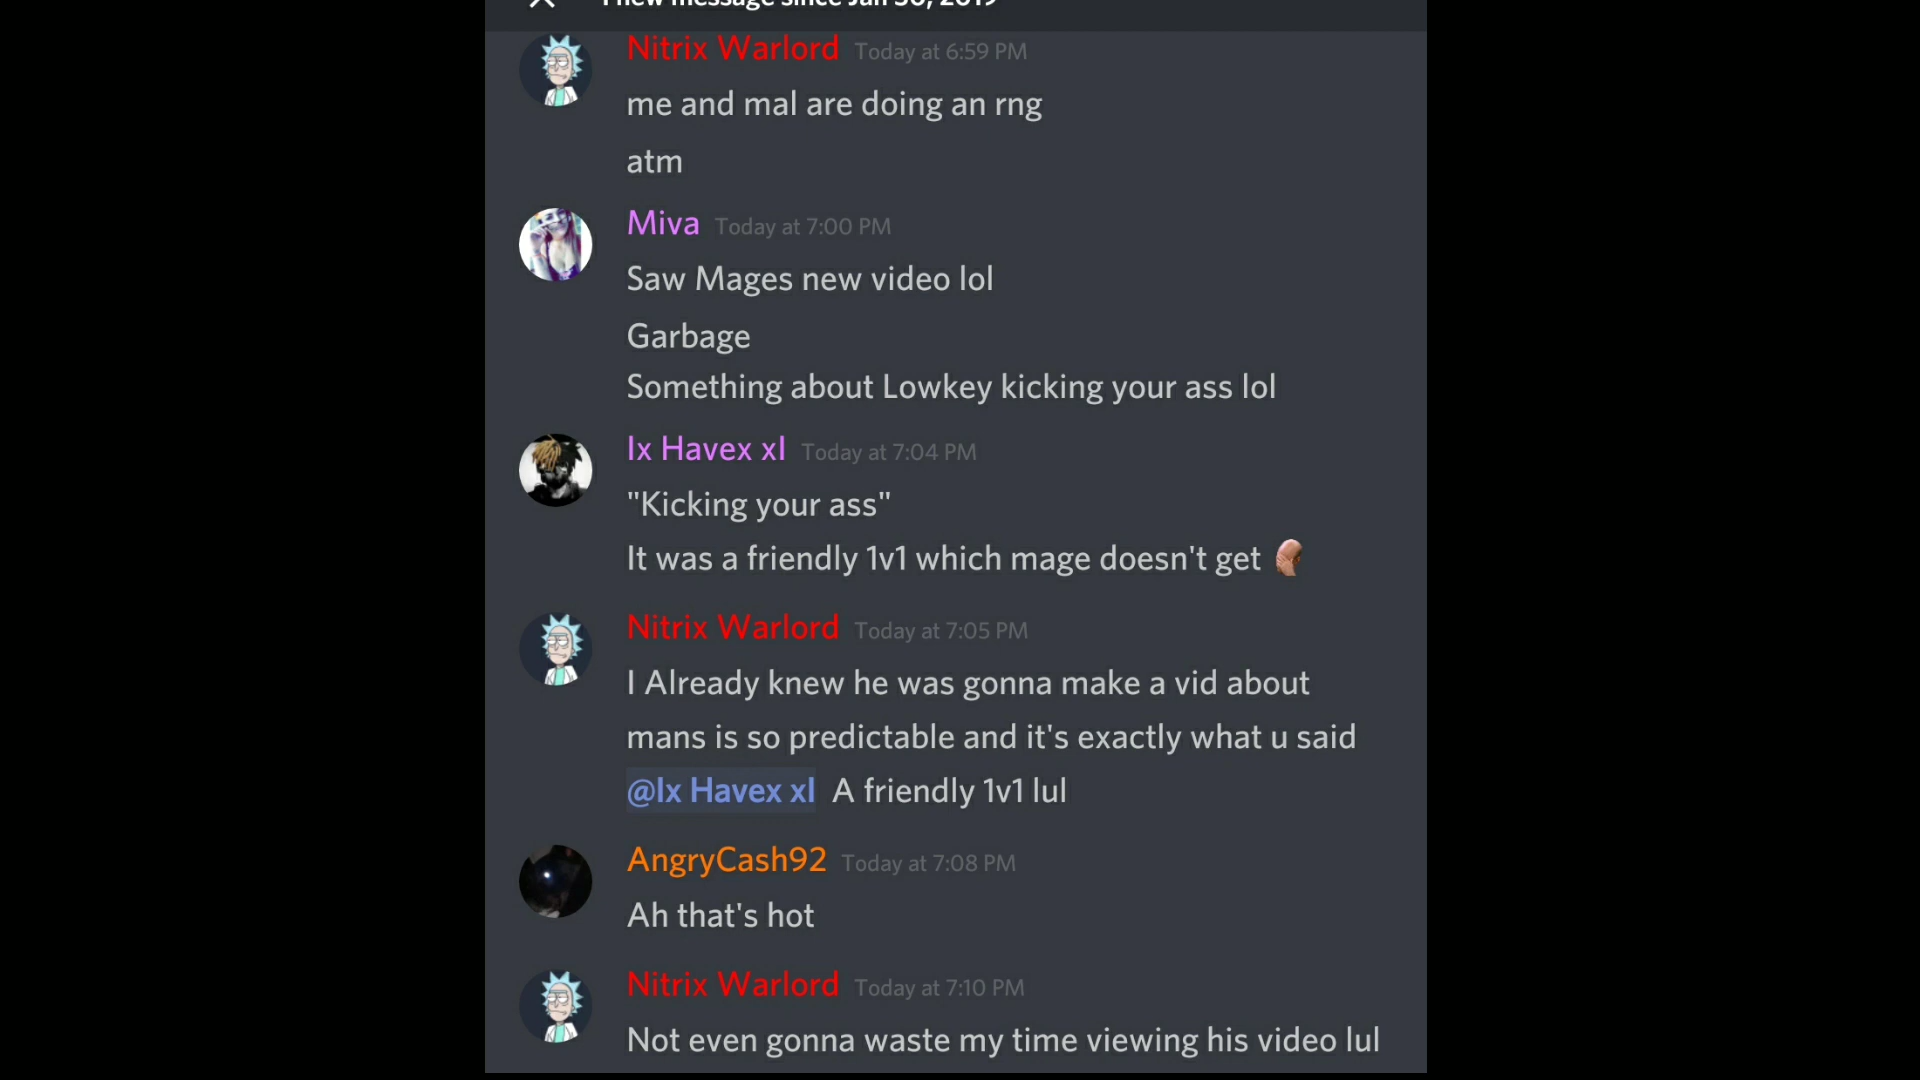 1 new message since Jan 30, 2019
Nitrix Warlord Today at 6:59 PM
me and mal are doing an rng
atm
Miva Today at 7:00 PM
Saw Mages new video lol
Garbage
Something about Lowkey kicking your ass lol
Ix Havex xl Today at 7:04 PM
"Kicking your ass"
It was a friendly 1v1 which mage doesn't get
Nitrix Warlord Today at 7:05 PM
I Already knew he was gonna make a vid about
mans is so predictable and it's exactly what u said
@Ix Havex xl A friendly 1v1 lul
AngryCash92 Today at 7:08 PM
Ah that's hot
Nitrix Warlord Today at 7:10 PM
Not even gonna waste my time viewing his video lul